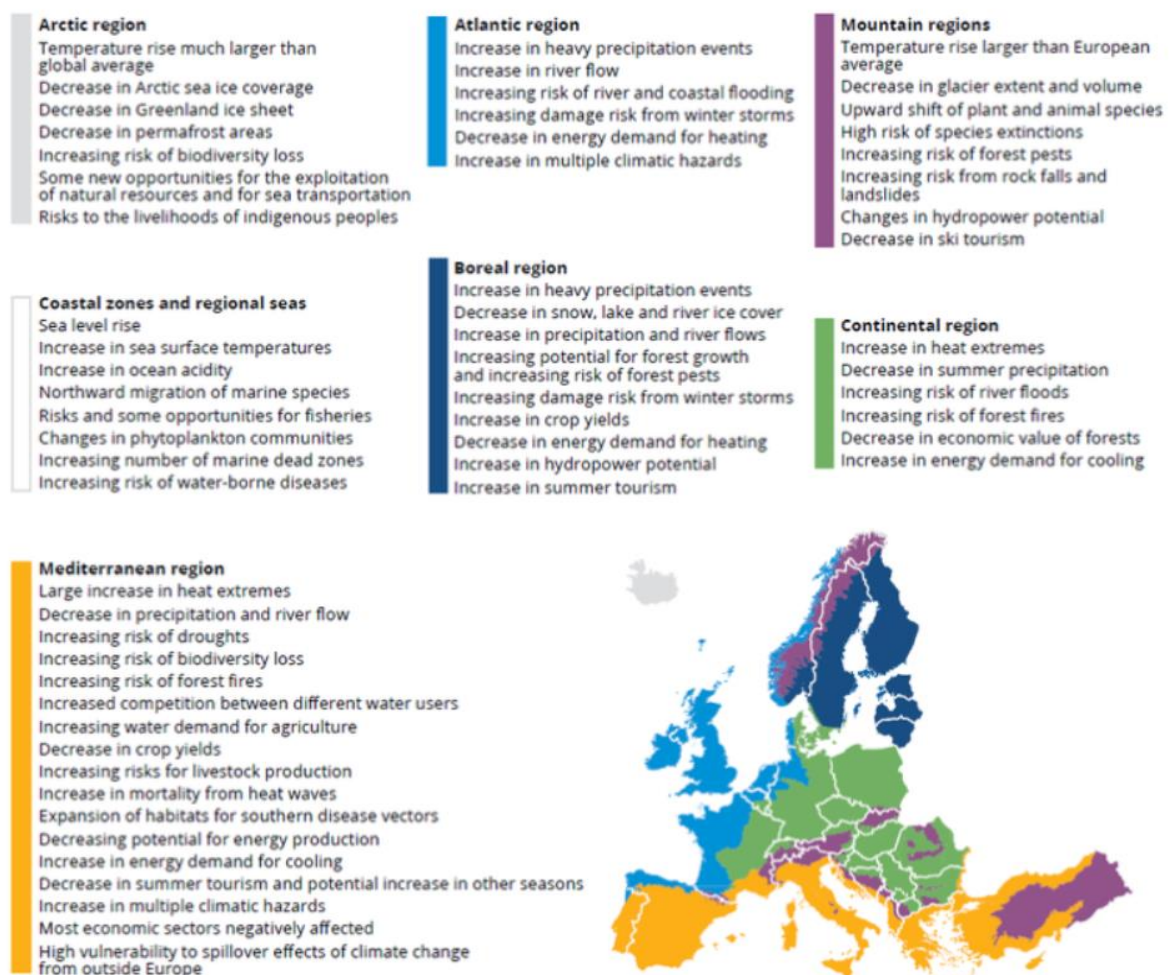 Arctic region
Temperature rise much larger than
global average
Decrease in Arctic sea ice coverage
Decrease in Greenland ice sheet
Decrease in permafrost areas
Increasing risk of biodiversity loss
Some new opportunities for the exploitation
of natural resources and for sea transportation
Risks to the livelihoods of indigenous peoples
Atlantic region
Increase in heavy precipitation events
Increase in river flow
Increasing risk of river and coastal flooding
Increasing damage risk from winter storms
Decrease in energy demand for heating
Increase in multiple climatic hazards
Mountain regions
Temperature rise larger than European
average
Decrease in glacier extent and volume
Upward shift of plant and animal species
High risk of species extinctions
Increasing risk of forest pests
Increasing risk from rock falls and
landslides
Changes in hydropower potential
Decrease in ski tourism
Coastal zones and regional seas
Sea level rise
Increase in sea surface temperatures
Increase in ocean acidity
Northward migration of marine species
Risks and some opportunities for fisheries
Changes in phytoplankton communities
Increasing number of marine dead zones
Increasing risk of water-borne diseases
Boreal region
Increase in heavy precipitation events
Decrease in snow, lake and river ice cover
Increase in precipitation and river flows
Increasing potential for forest growth
and increasing risk of forest pests
Increasing damage risk from winter storms
Increase in crop yields
Decrease in energy demand for heating
Increase in hydropower potential
Increase in summer tourism
Continental region
Increase in heat extremes
Decrease in summer precipitation
Increasing risk of river floods
Increasing risk of forest fires
Decrease in economic value of forests
Increase in energy demand for cooling
Mediterranean region
Large increase in heat extremes
Decrease in precipitation and river flow
Increasing risk of droughts
Increasing risk of biodiversity loss
Increasing risk of forest fires
Increased competition between different water users
Increasing water demand for agriculture
Decrease in crop yields
Increasing risks for livestock production
Increase in mortality from heat waves
Expansion of habitats for southern disease vectors
Decreasing potential for energy production
Increase in energy demand for cooling
Decrease in summer tourism and potential increase in other seasons
Increase in multiple climatic hazards
Most economic sectors negatively affected
High vulnerability to spillover effects of climate change
from outside Europe